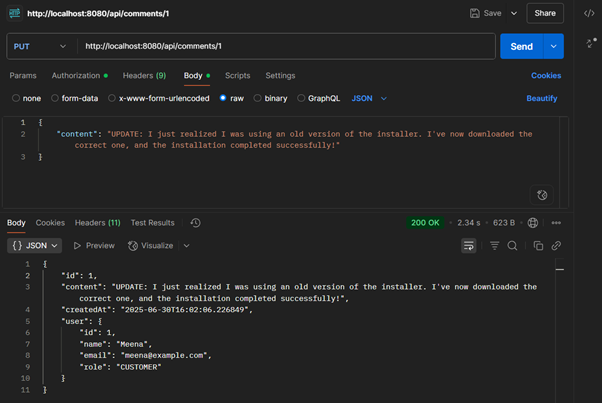 HTTP http://localhost:8080/api/comments/1 Save Share
PUT http://localhost:8080/api/comments/1 Send
Params Authorization Headers (9) Body Scripts Settings Cookies
none form-data x-www-form-urlencoded raw binary GraphQL JSON Beautify
1 {
2 "content": "UPDATE: I just realized I was using an old version of the installer. I've now downloaded the
correct one, and the installation completed successfully!"
3 }
Body Cookies Headers (11) Test Results 200 OK • 2.34 s • 623 B
{} JSON Preview Visualize
1 {
2 "id": 1,
3 "content": "UPDATE: I just realized I was using an old version of the installer. I've now downloaded the
correct one, and the installation completed successfully!",
4 "createdAt": "2025-06-30T16:02:06.226849",
5 "user": {
6 "id": 1,
7 "name": "Meena",
8 "email": "meena@example.com",
9 "role": "CUSTOMER"
10 }
11 }